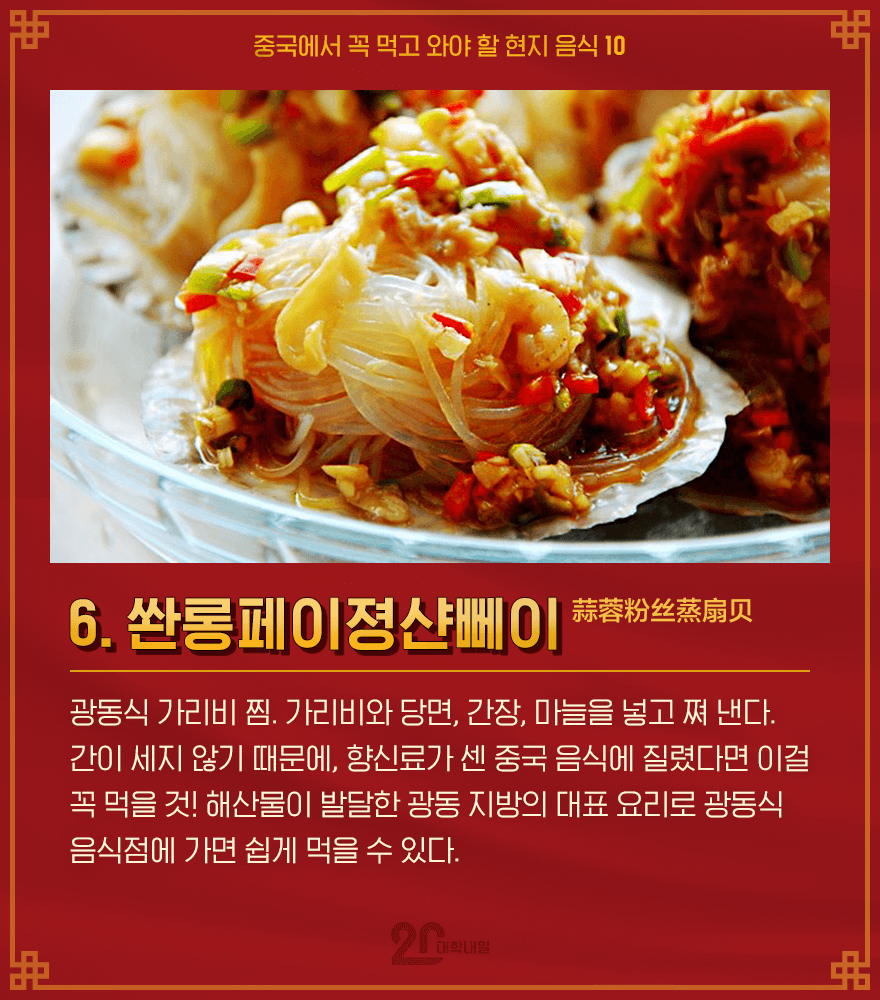 중국에서 꼭 먹고 와야 할 현지 음식 10
6. 쏸롱페이졍샨뻬이 蒜蓉粉丝蒸扇贝
광동식 가리비 찜. 가리비와 당면, 간장, 마늘을 넣고 쪄 낸다.
간이 세지 않기 때문에, 향신료가 센 중국 음식에 질렸다면 이걸
꼭 먹을 것! 해산물이 발달한 광동 지방의 대표 요리로 광동식
음식점에 가면 쉽게 먹을 수 있다.
20 대학내일